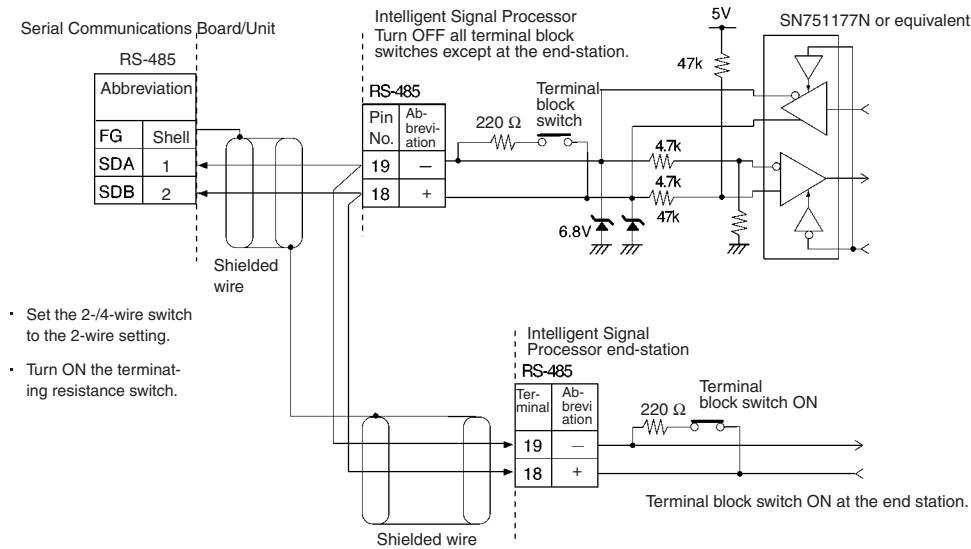 Serial Communications Board/Unit
RS-485
Abbreviation
FG Shell
SDA 1
SDB 2
Shielded
wire
Intelligent Signal Processor
Turn OFF all terminal block
switches except at the end-station.
RS-485
Pin
No.
Ab-
brevi-
ation
19 –
18 +
220 Ω
Terminal
block
switch
5V
47k
4.7k
4.7k
47k
6.8V
SN751177N or equivalent
· Set the 2-/4-wire switch
to the 2-wire setting.
· Turn ON the terminat-
ing resistance switch.
Intelligent Signal
Processor end-station
RS-485
Ter-
minal
Ab-
brevi
ation
19 –
18 +
220 Ω
Terminal
block switch ON
Terminal block switch ON at the end station.
Shielded wire